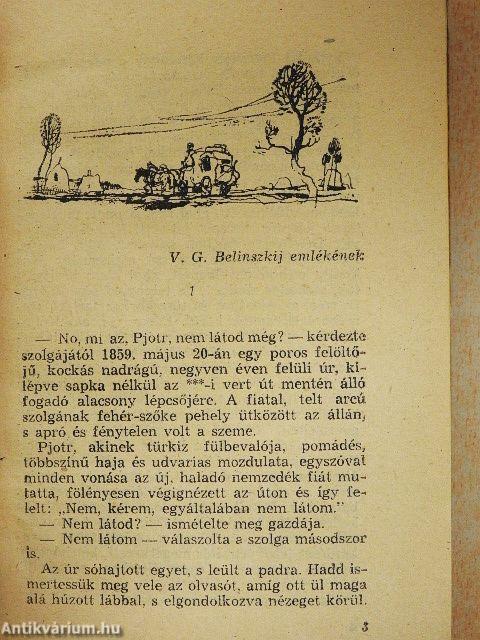 V. G. Belinszkij emlékének
1
— No, mi az, Pjotr, nem látod még? — kérdezte
szolgájától 1859. május 20-án egy poros felöltő-
jű, kockás nadrágú, negyven éven felüli úr, ki-
lépve sapka nélkül az ***-i vert út mentén álló
fogadó alacsony lépcsőjére. A fiatal, telt arcú
szolgának fehér-szőke pehely ütközött az állán,
s apró és fénytelen volt a szeme.
Pjotr, akinek türkiz fülbevalója, pomádés,
többszínű haja és udvarias mozdulata, egyszóval
minden vonása az új, haladó nemzedék fiát mu-
tatta, fölényesen végignézett az úton és így fe-
lelt: „Nem, kérem, egyáltalában nem látom."
— Nem látod? — ismételte meg gazdája.
— Nem látom — válaszolta a szolga másodszor
is.
Az úr sóhajtott egyet, s leült a padra. Hadd is-
mertessük meg vele az olvasót, amíg ott ül maga
alá húzott lábbal, s elgondolkozva nézeget körül.
3
Antikvárium.hu